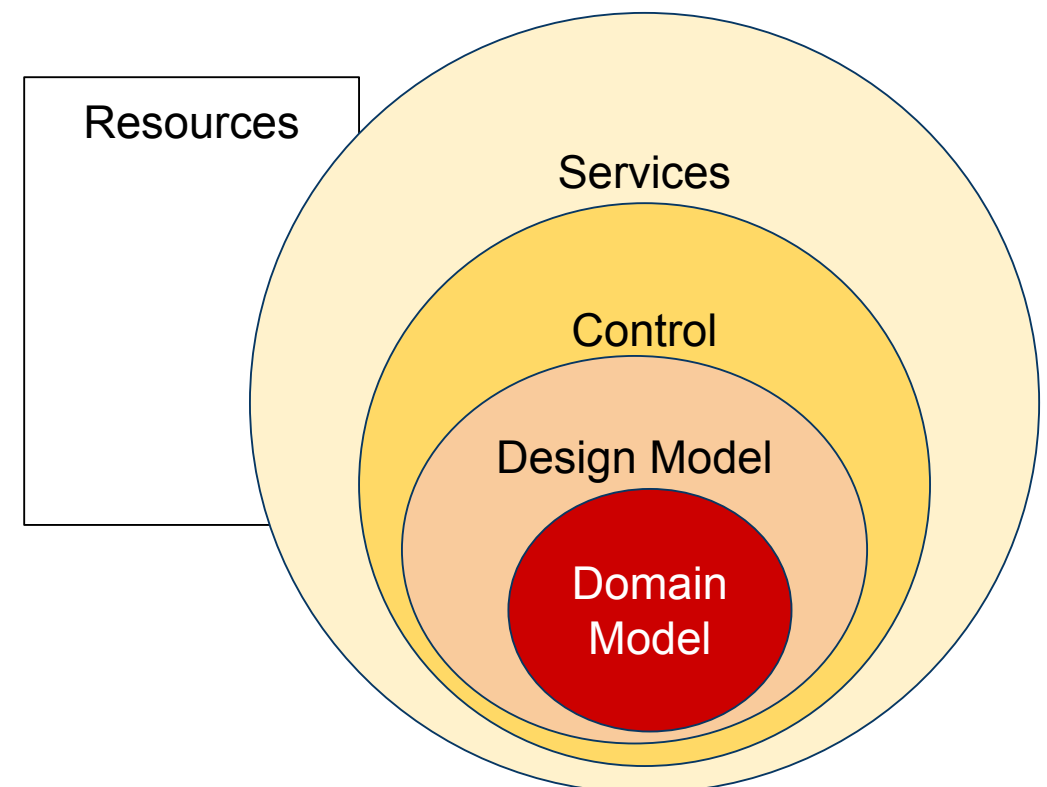 Resources
Services
Control
Design Model
Domain
Model